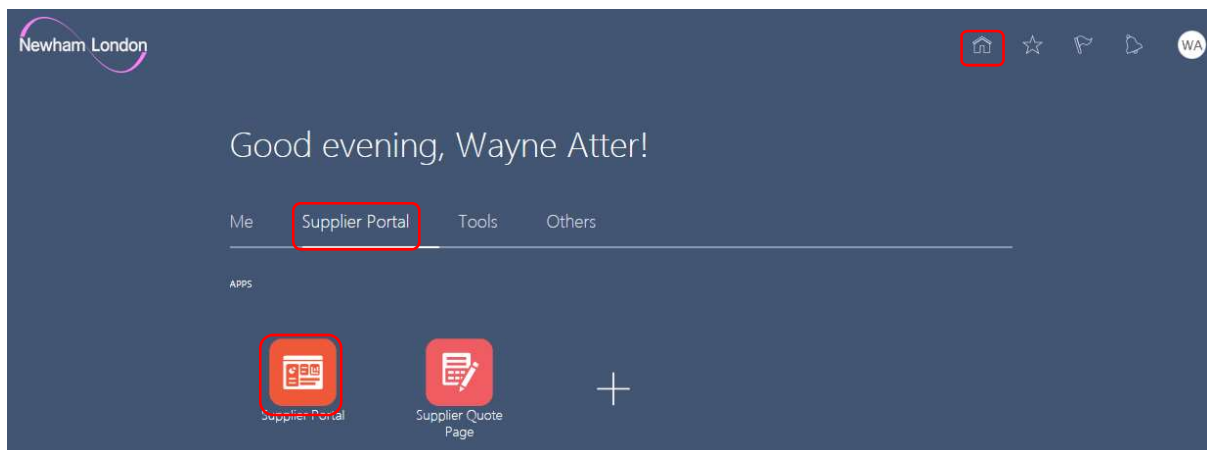 Newham London
WA
Good evening, Wayne Atter!
Me Supplier Portal Tools Others
APPS
Supplier Portal Supplier Quote
Page